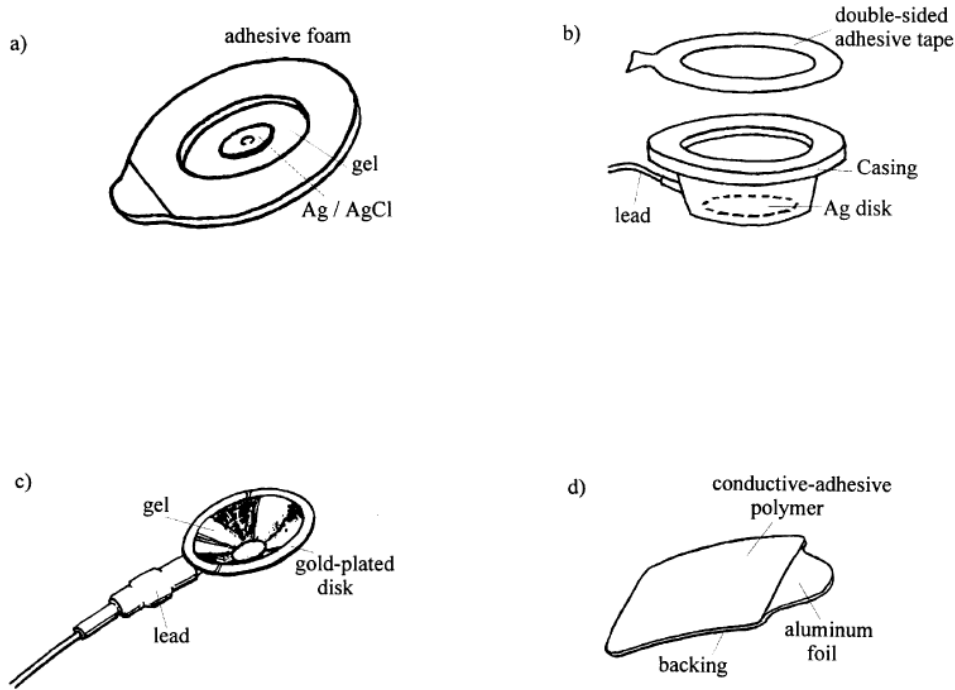 a)
adhesive foam
gel
Ag / AgCl
b)
double-sided
adhesive tape
Casing
lead
Ag disk
c)
gel
gold-plated
disk
lead
d)
conductive-adhesive
polymer
aluminum
foil
backing